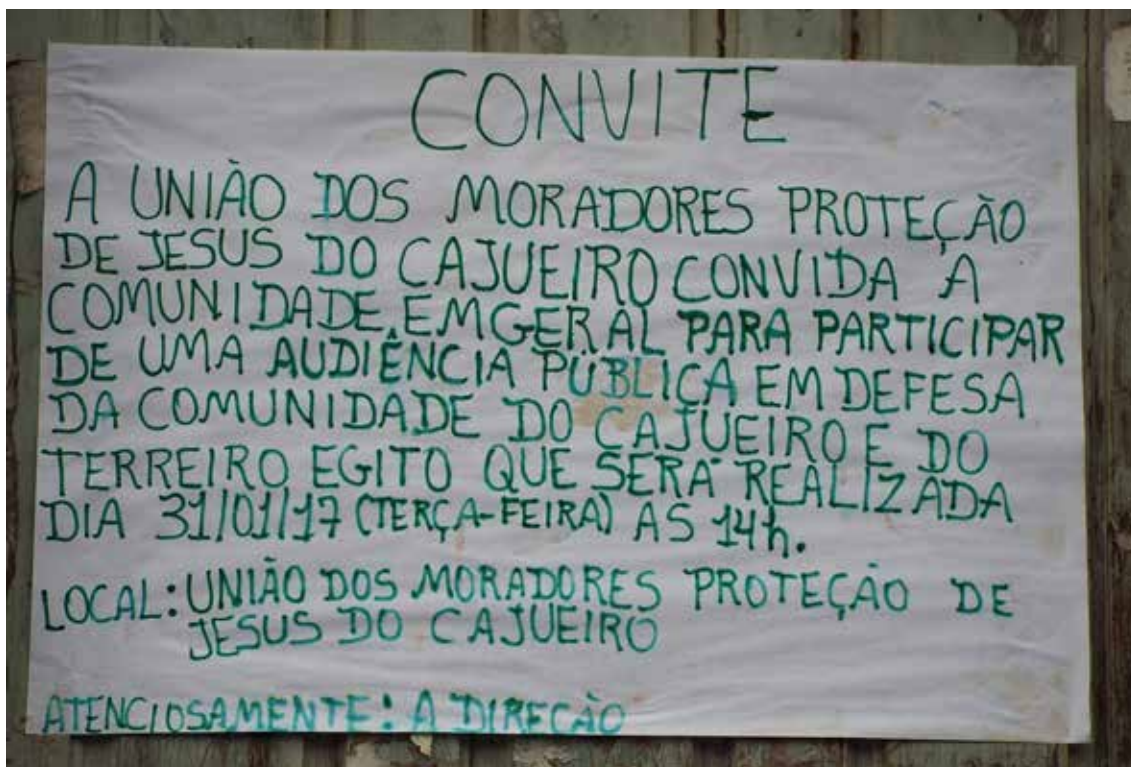 CONVITE
A UNIÃO DOS MORADORES PROTEÇÃO
DE JESUS DO CAJUEIRO CONVIDA A
COMUNIDADE EM GERAL PARA PARTICIPAR
DE UMA AUDIÊNCIA PÚBLICA EM DEFESA
DA COMUNIDADE DO CAJUEIRO E DO
TERREIRO EGITO QUE SERÁ REALIZADA
DIA 31/01/17 (TERÇA-FEIRA) AS 14h.
LOCAL: UNIÃO DOS MORADORES PROTEÇÃO DE
JESUS DO CAJUEIRO
ATENCIOSAMENTE: A DIREÇÃO